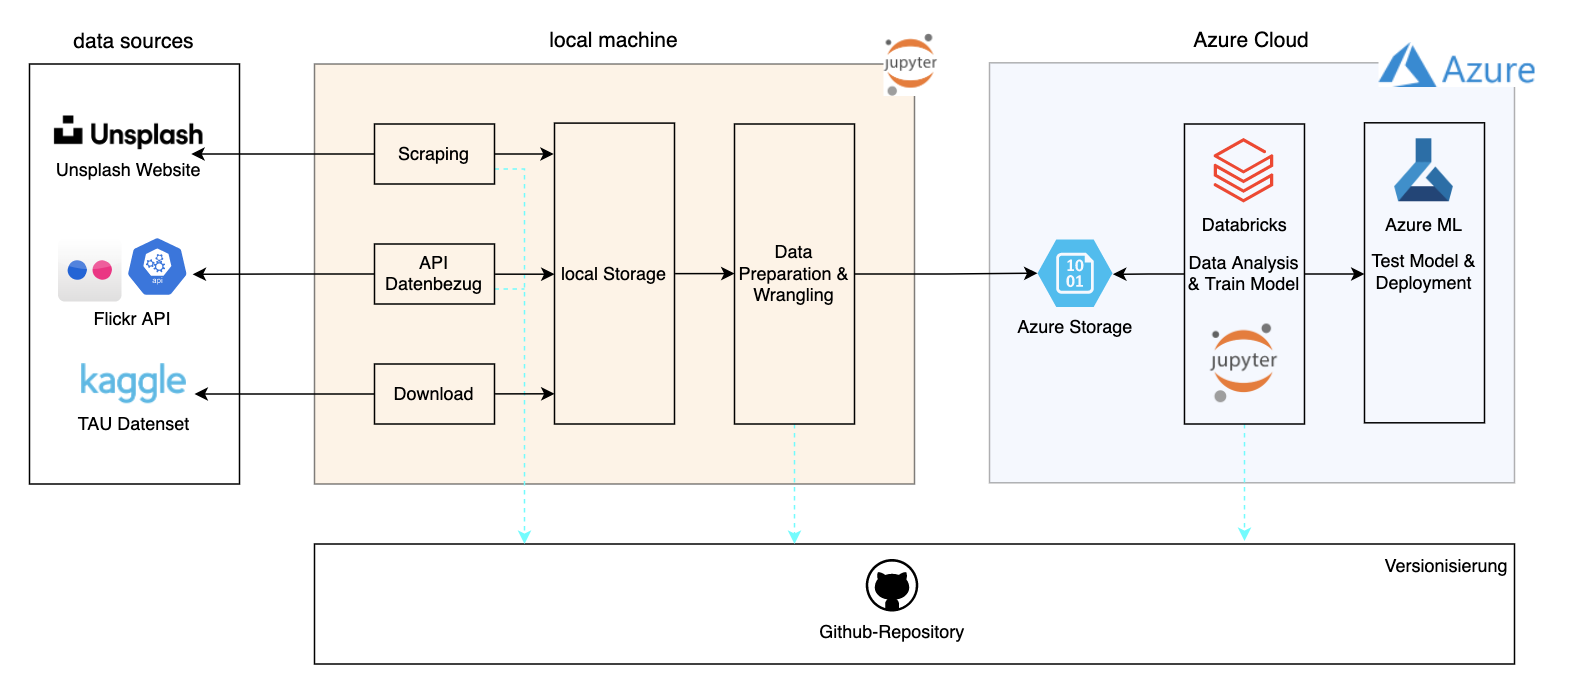 data sources
local machine
Azure Cloud
jupyter
Azure
Unsplash
Unsplash Website
api
Flickr API
kaggle
TAU Datenset
Scraping
API
Datenbezug
Download
local Storage
Data
Preparation &
Wrangling
10
01
Azure Storage
Databricks
Data Analysis
& Train Model
jupyter
Azure ML
Test Model &
Deployment
Versionisierung
Github-Repository